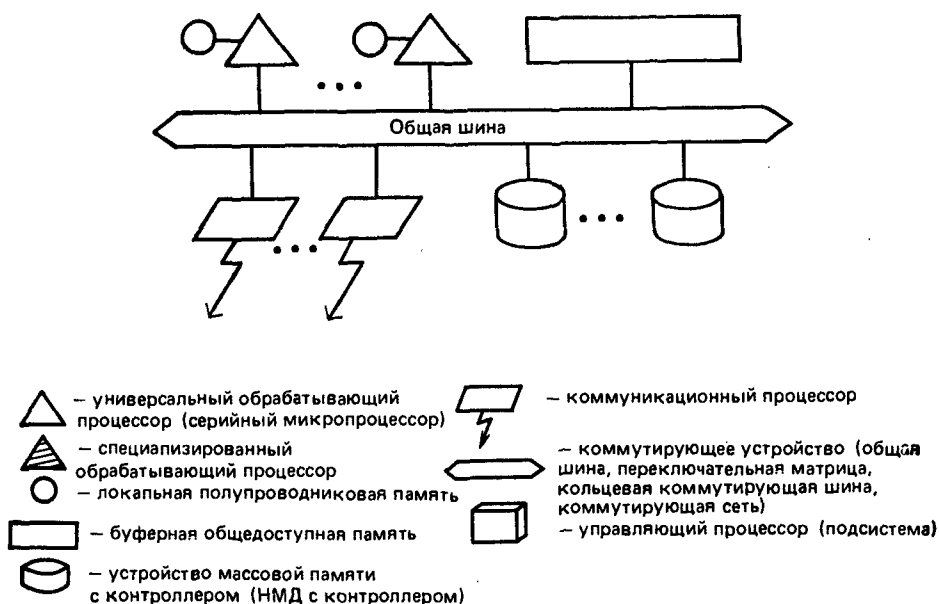 Общая шина
— универсальный обрабатывающий
процессор (серийный микропроцессор)
— специализированный
обрабатывающий процессор
— локальная полупроводниковая память
— буферная общедоступная память
— устройство массовой памяти
с контроллером (НМД с контроллером)
— коммуникационный процессор
— коммутирующее устройство (общая
шина, переключательная матрица,
кольцевая коммутирующая шина,
коммутирующая сеть)
— управляющий процессор (подсистема)